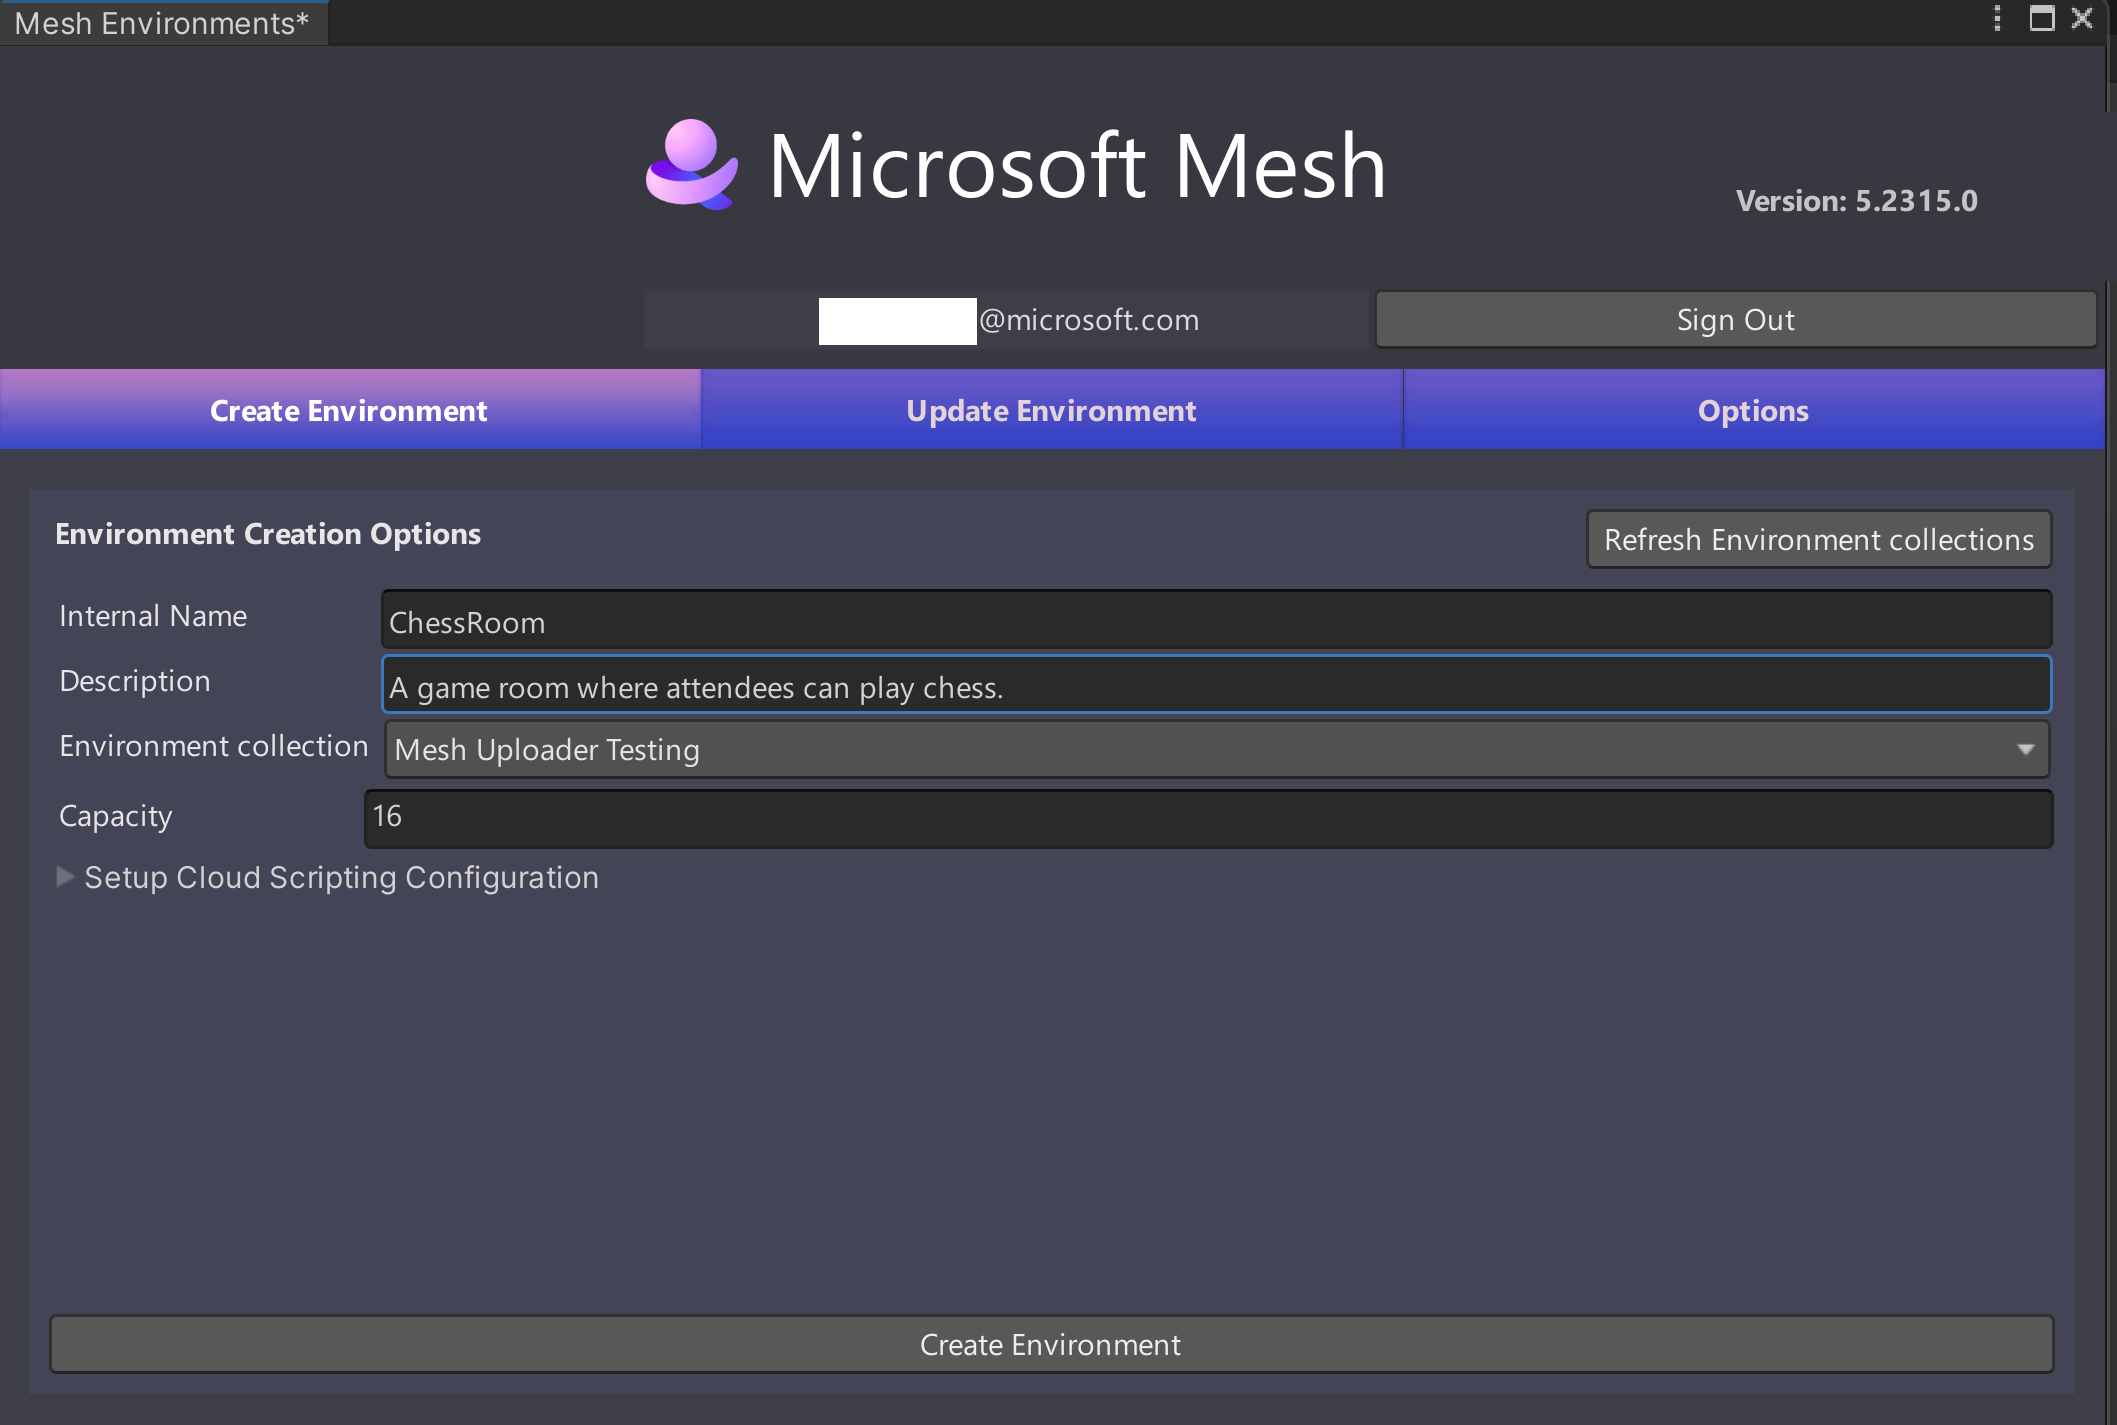 Mesh Environments*
Microsoft Mesh
Version: 5.2315.0
@microsoft.com
Sign Out
Create Environment
Update Environment
Options
Environment Creation Options
Refresh Environment collections
Internal Name
ChessRoom
Description
A game room where attendees can play chess.
Environment collection
Mesh Uploader Testing
Capacity
16
Setup Cloud Scripting Configuration
Create Environment